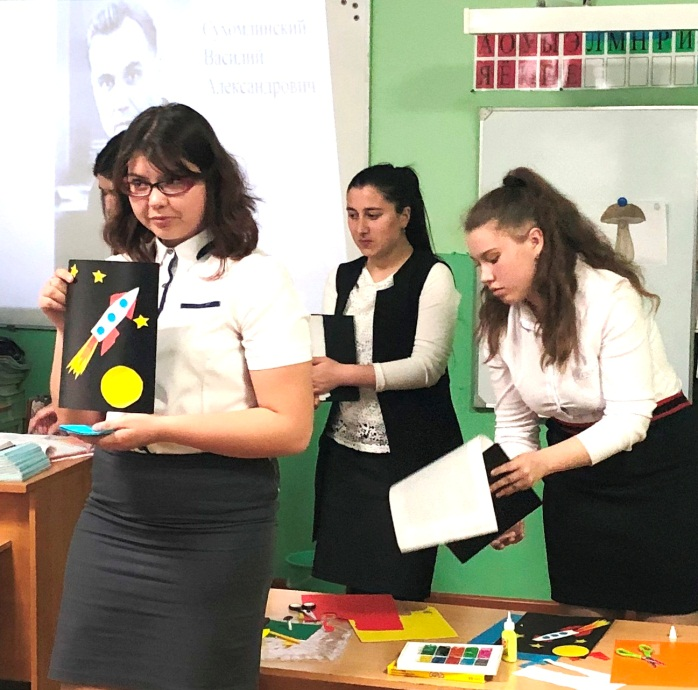 Сухомлинский
Василий
Александрович
А О У Ы Э Л М Н Р Й
Я Е